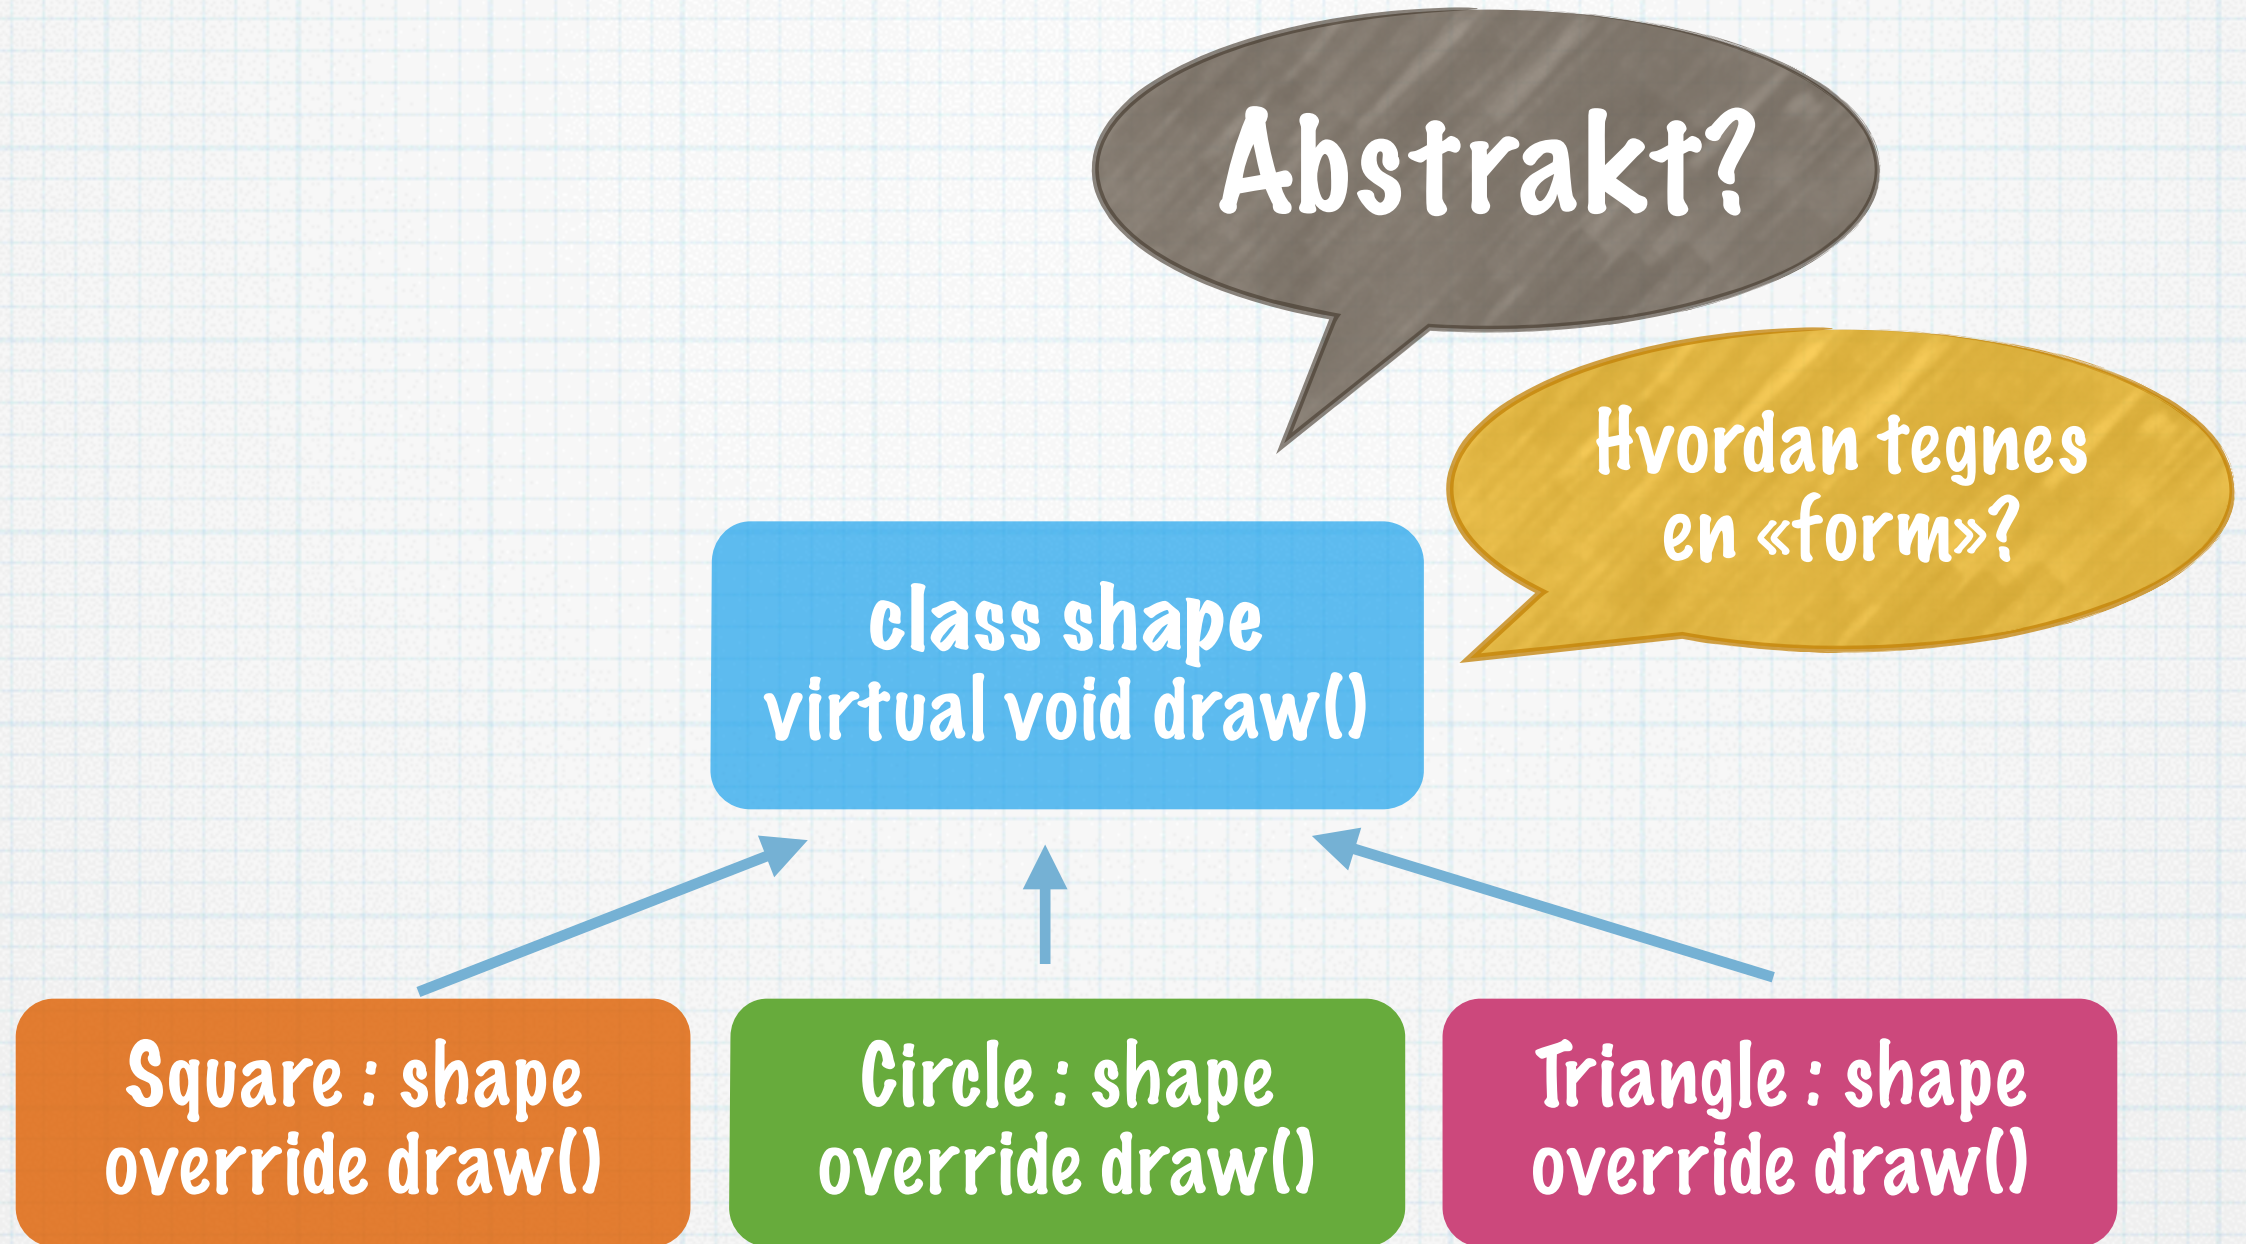 Abstrakt?
Hvordan tegnes
en «form»?
class shape
virtual void draw()
Square : shape
override draw()
Circle : shape
override draw()
Triangle : shape
override draw()